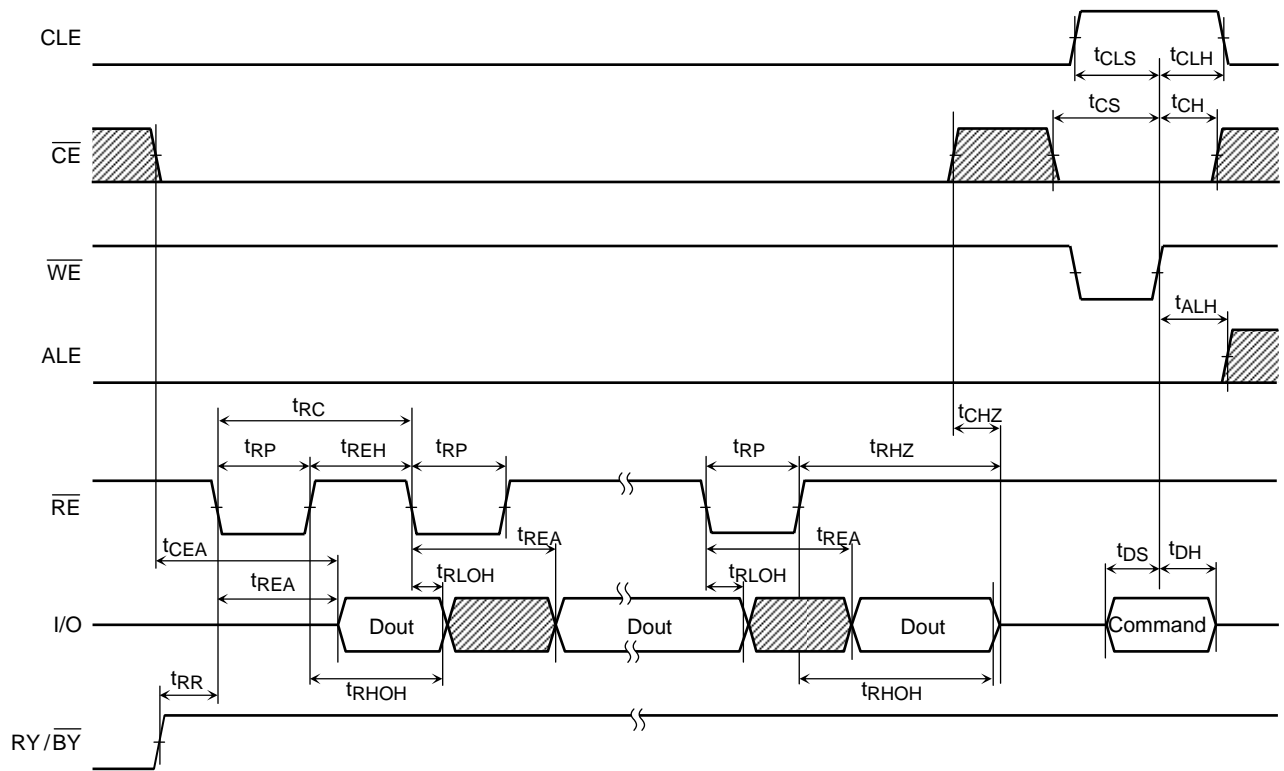 CLE
tCLS tCLH
tCS tCH
CE
WE
tALH
ALE
tRC tCHZ
tRP tREH tRP tRP tRHZ
RE
tCEA tREA tREA
tREA tRLOH tRLOH tDS tDH
I/O Dout Dout Dout Command
tRR tRHOH tRHOH
RY/BY